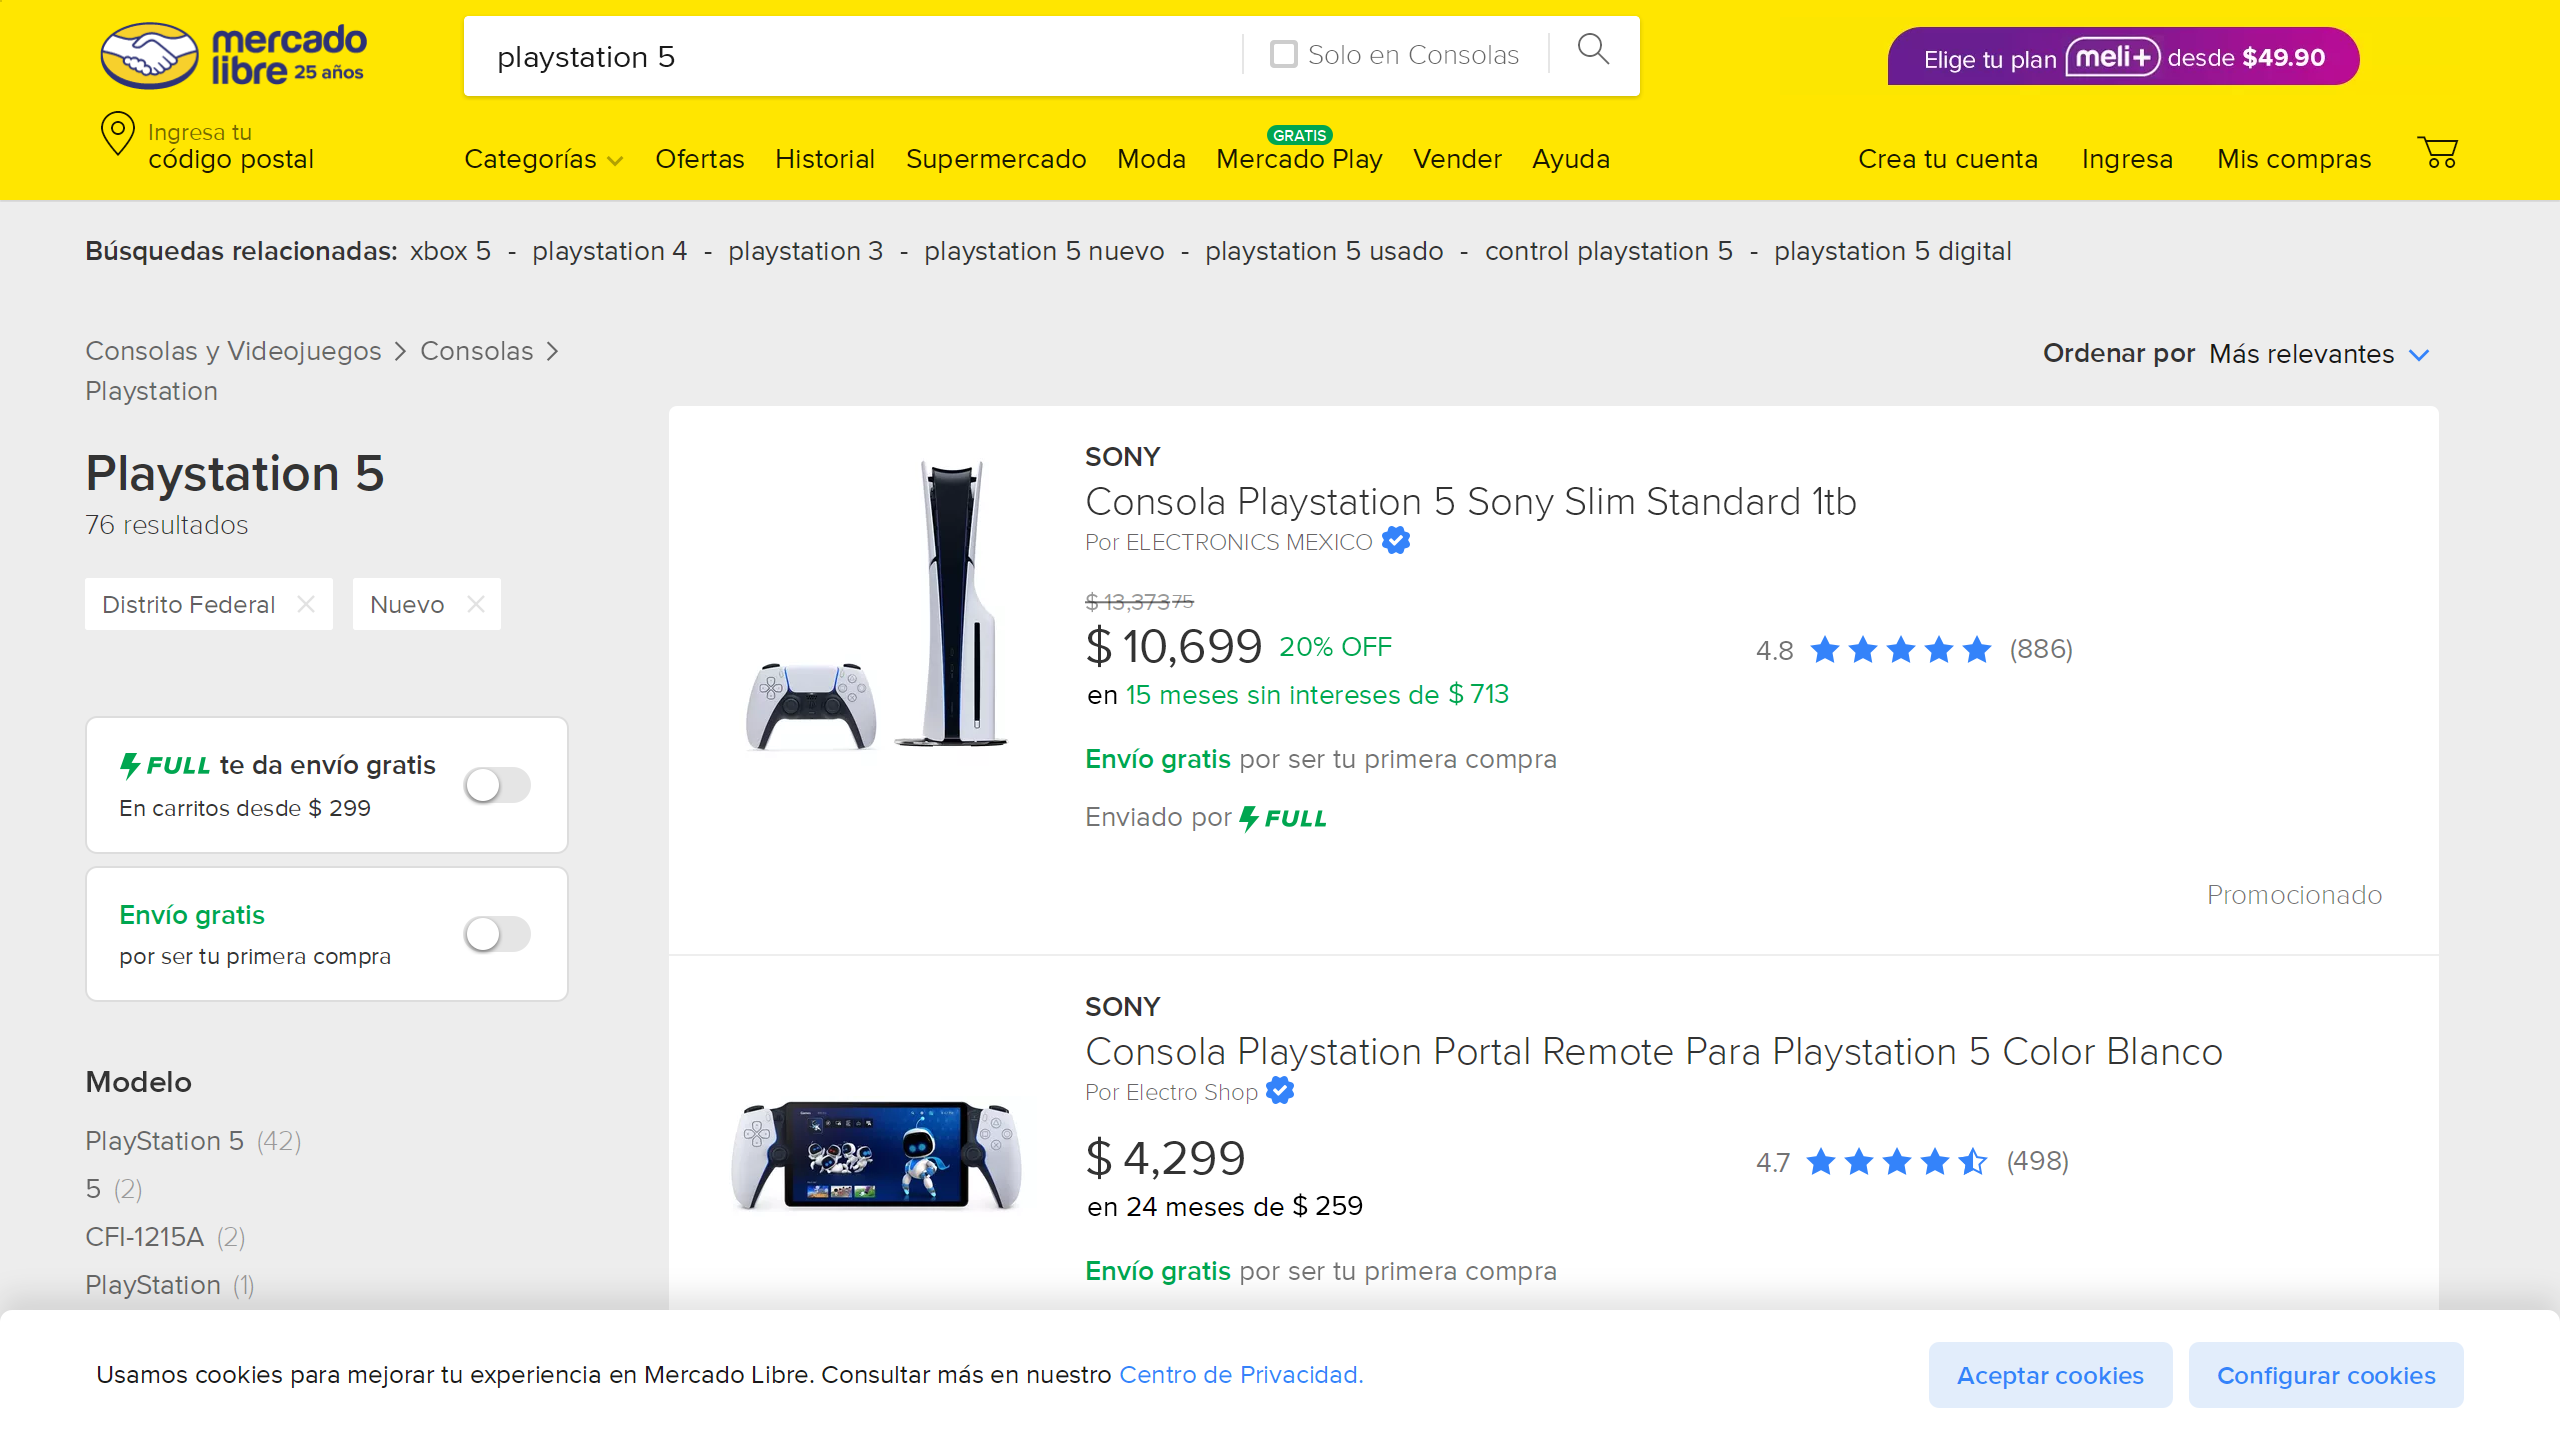 mercado
libre 25 años
playstation 5
Solo en Consolas
Elige tu plan meli+ desde $49.90
Ingresa tu
código postal
Categorías
Ofertas
Historial
Supermercado
Moda
GRATIS
Mercado Play
Vender
Ayuda
Crea tu cuenta
Ingresa
Mis compras
Búsquedas relacionadas: xbox 5 - playstation 4 - playstation 3 - playstation 5 nuevo - playstation 5 usado - control playstation 5 - playstation 5 digital
Consolas y Videojuegos > Consolas >
Playstation
Ordenar por Más relevantes
Playstation 5
76 resultados
Distrito Federal
Nuevo
FULL te da envío gratis
En carritos desde $ 299
Envío gratis
por ser tu primera compra
Modelo
PlayStation 5 (42)
5 (2)
CFI-1215A (2)
PlayStation (1)
SONY
Consola Playstation 5 Sony Slim Standard 1tb
Por ELECTRONICS MEXICO
$ 13,373 75
$ 10,699 20% OFF
en 15 meses sin intereses de $ 713
4.8 (886)
Envío gratis por ser tu primera compra
Enviado por FULL
Promocionado
SONY
Consola Playstation Portal Remote Para Playstation 5 Color Blanco
Por Electro Shop
$ 4,299
en 24 meses de $ 259
4.7 (498)
Envío gratis por ser tu primera compra
Usamos cookies para mejorar tu experiencia en Mercado Libre. Consultar más en nuestro Centro de Privacidad.
Aceptar cookies
Configurar cookies